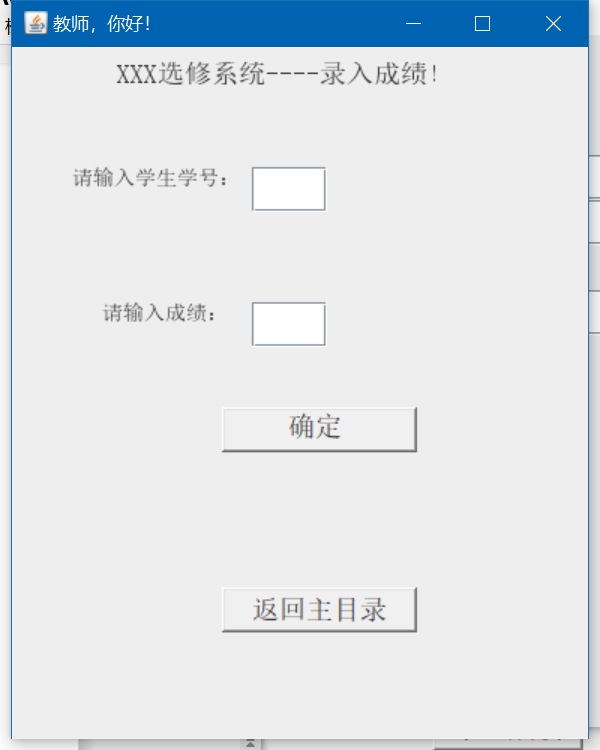 教师，你好！
XXX选修系统----录入成绩！
请输入学生学号：
请输入成绩：
确定
返回主目录